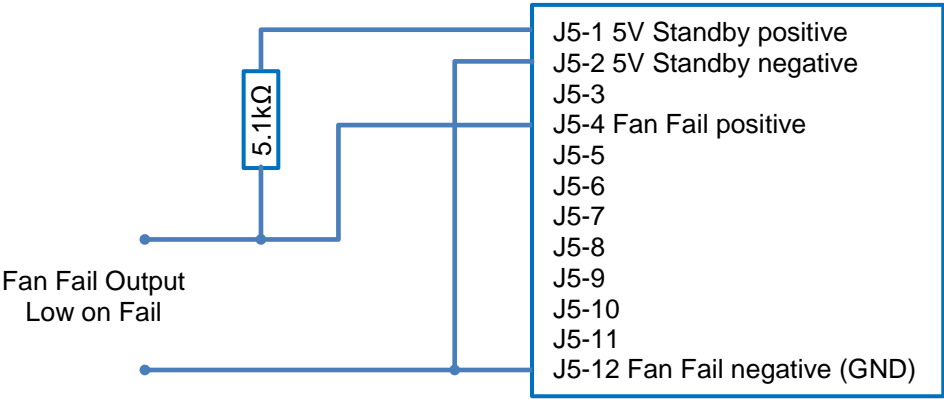 J5-1 5V Standby positive
J5-2 5V Standby negative
J5-3
J5-4 Fan Fail positive
J5-5
J5-6
J5-7
J5-8
J5-9
J5-10
J5-11
J5-12 Fan Fail negative (GND)
5.1kΩ
Fan Fail Output
Low on Fail